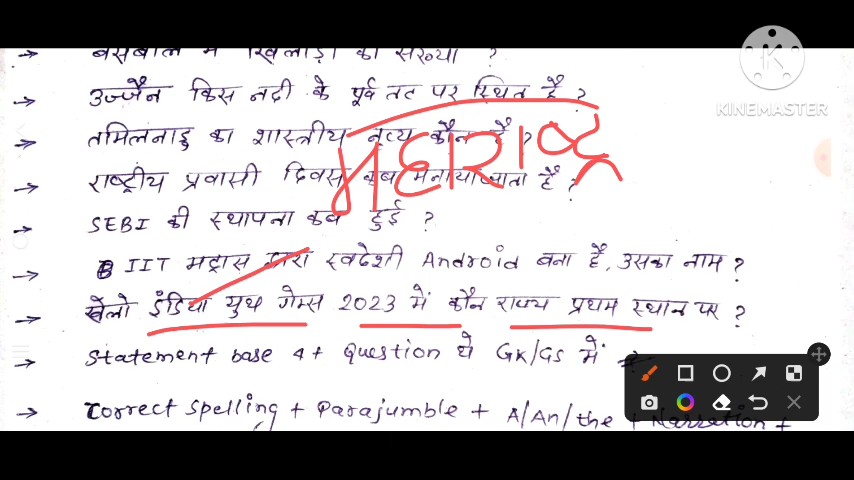 → बेसबॉल में खिलाड़ी की संख्या ?
→ उज्जैन किस नदी के पूर्व तट पर स्थित है ?
→ तमिलनाडु का शास्त्रीय नृत्य कौन है ?
महाराष्ट्र
→ राष्ट्रीय प्रवासी दिवस कब मनाया जाता है ?
→ SEBI की स्थापना कब हुई ?
→ IIT मद्रास द्वारा स्वदेशी Android बना है, उसका नाम ?
→ खेलो इंडिया युथ गेम्स 2023 में कौन राज्य प्रथम स्थान पर ?
→ Statement base 4+ Question थे GK/GS में
→ Correct Spelling + Parajumble + A/An/the + Narration +
KINEMASTER